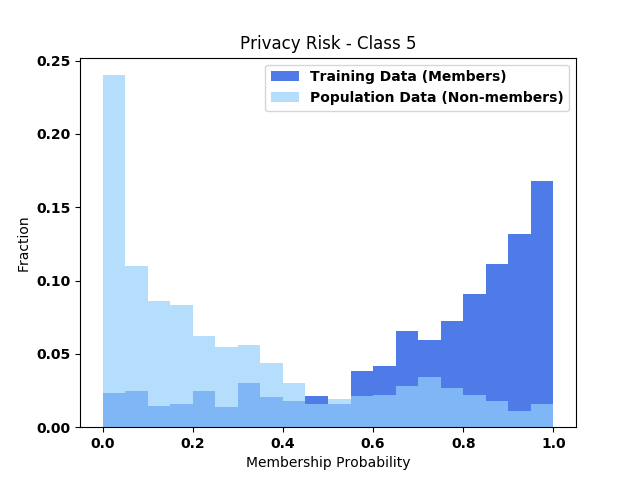 Privacy Risk - Class 5
Training Data (Members)
Population Data (Non-members)
0.25
0.20
0.15
0.10
0.05
0.00
Fraction
0.0 0.2 0.4 0.6 0.8 1.0
Membership Probability